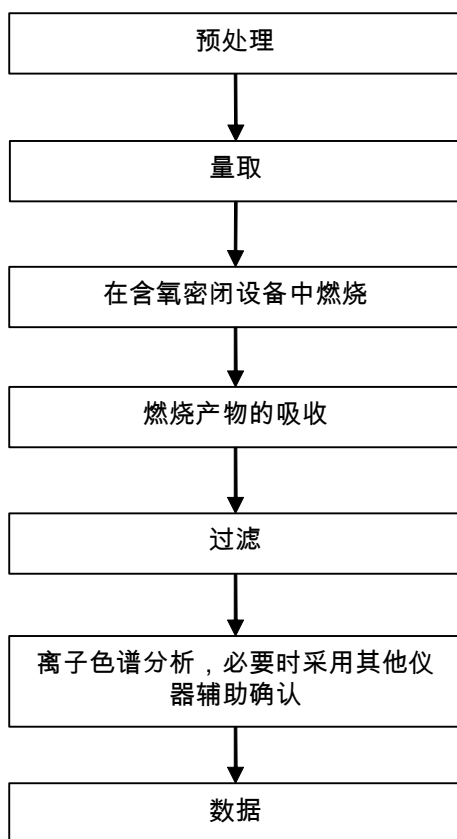 预处理
量取
在含氧密闭设备中燃烧
燃烧产物的吸收
过滤
离子色谱分析，必要时采用其他仪
器辅助确认
数据